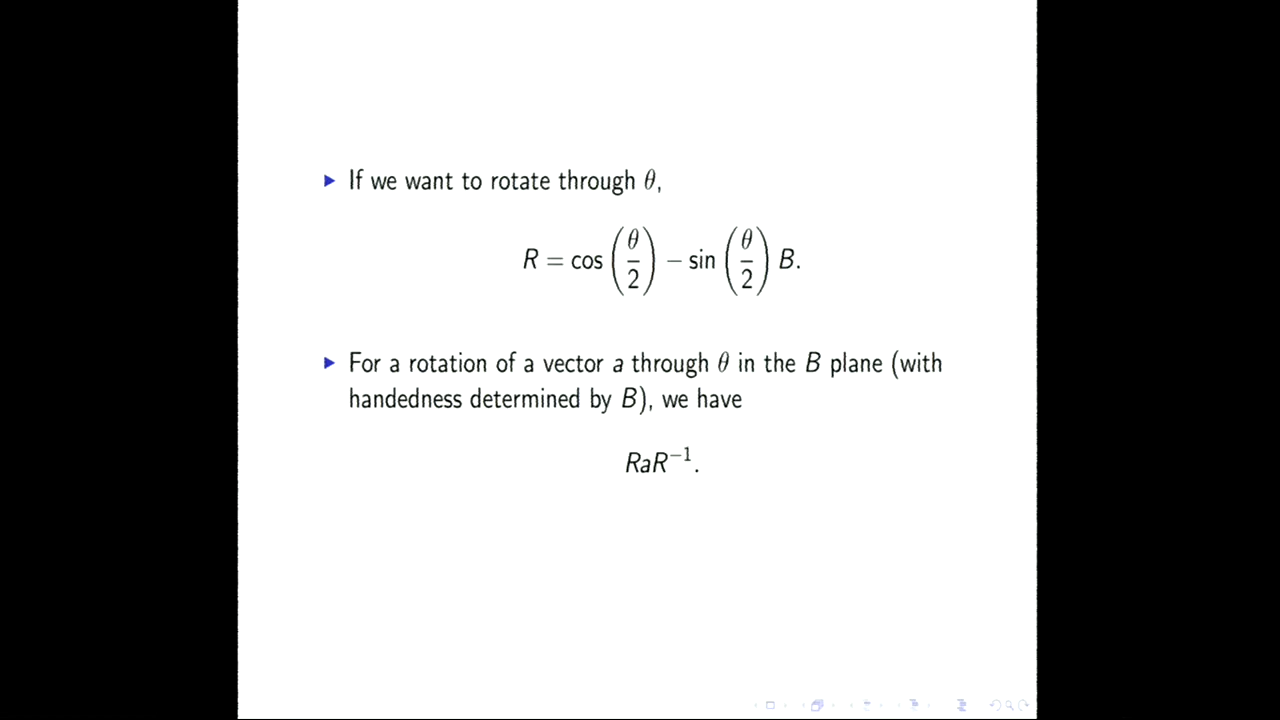 ▶ If we want to rotate through θ,
R = cos(θ/2) − sin(θ/2) B.
▶ For a rotation of a vector a through θ in the B plane (with
handedness determined by B), we have
RaR⁻¹.